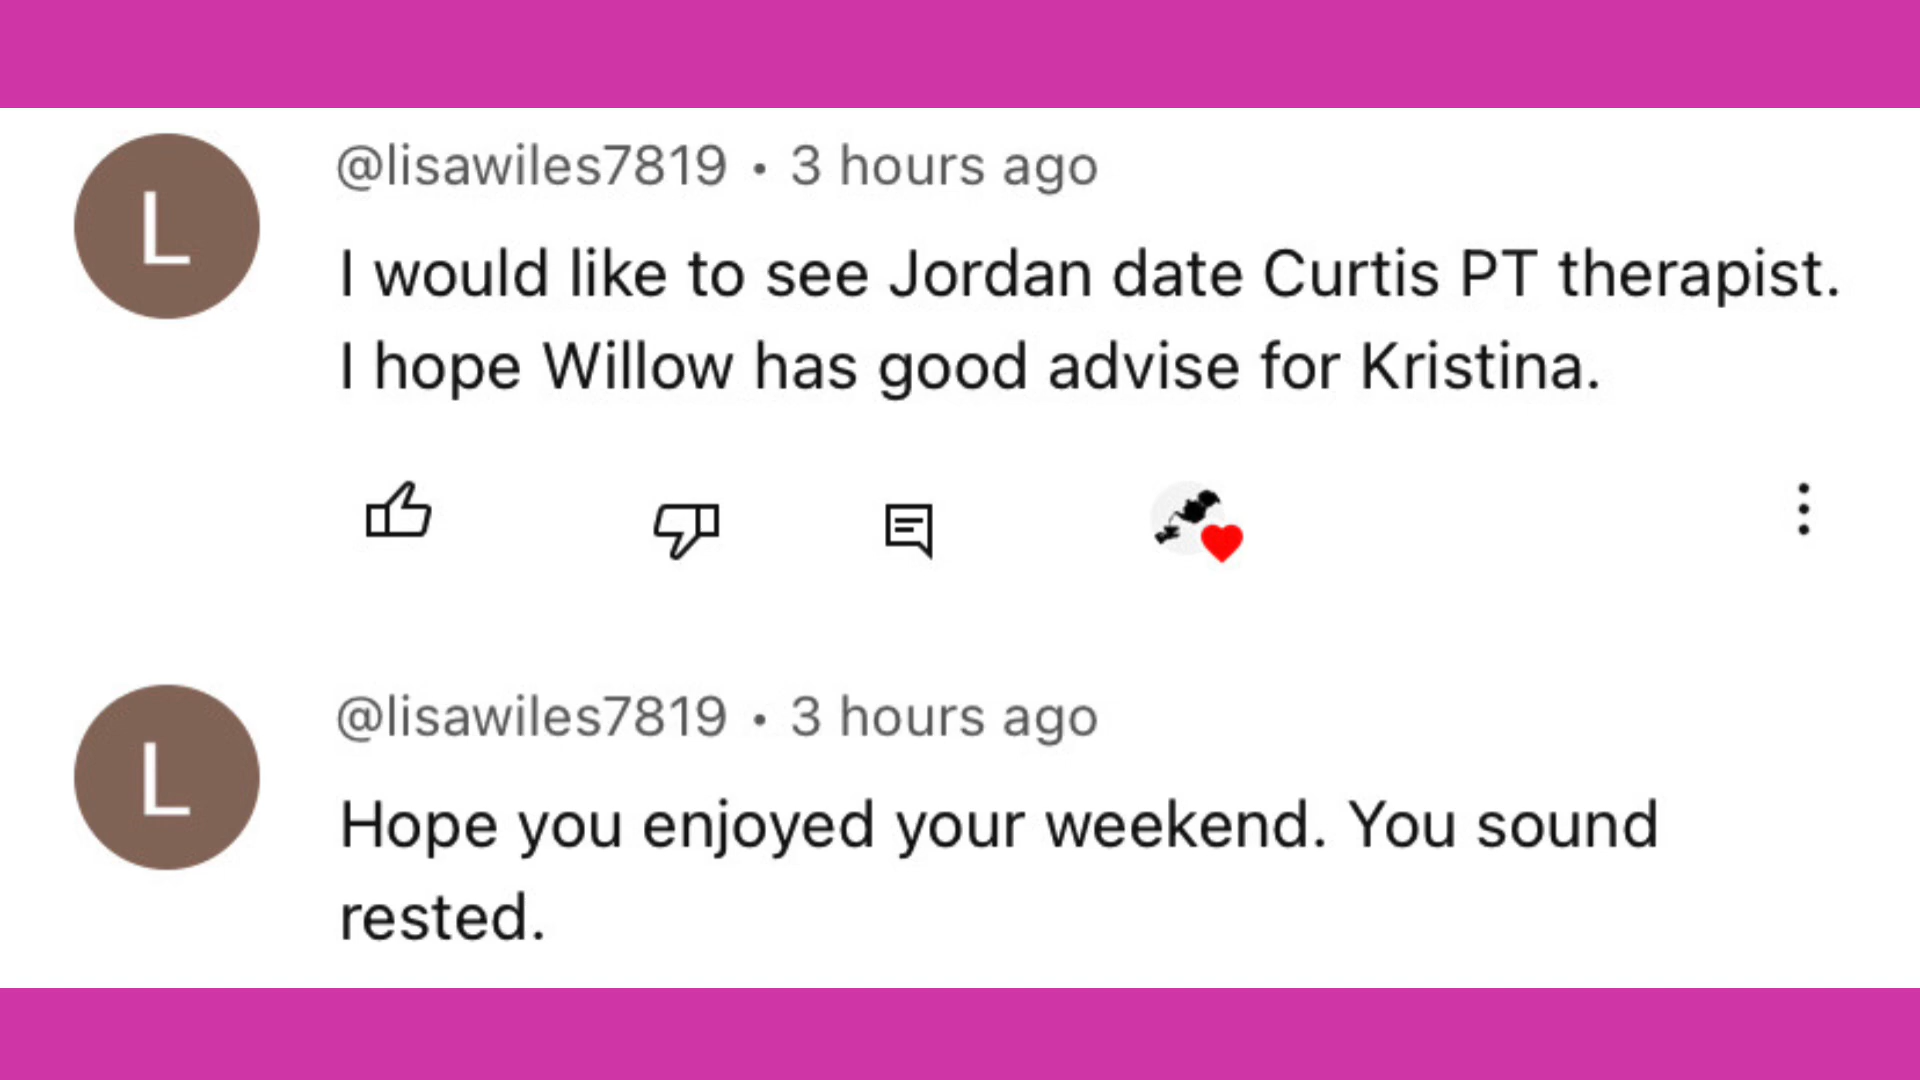 L
@lisawiles7819 • 3 hours ago
I would like to see Jordan date Curtis PT therapist.
I hope Willow has good advise for Kristina.
L
@lisawiles7819 • 3 hours ago
Hope you enjoyed your weekend. You sound
rested.